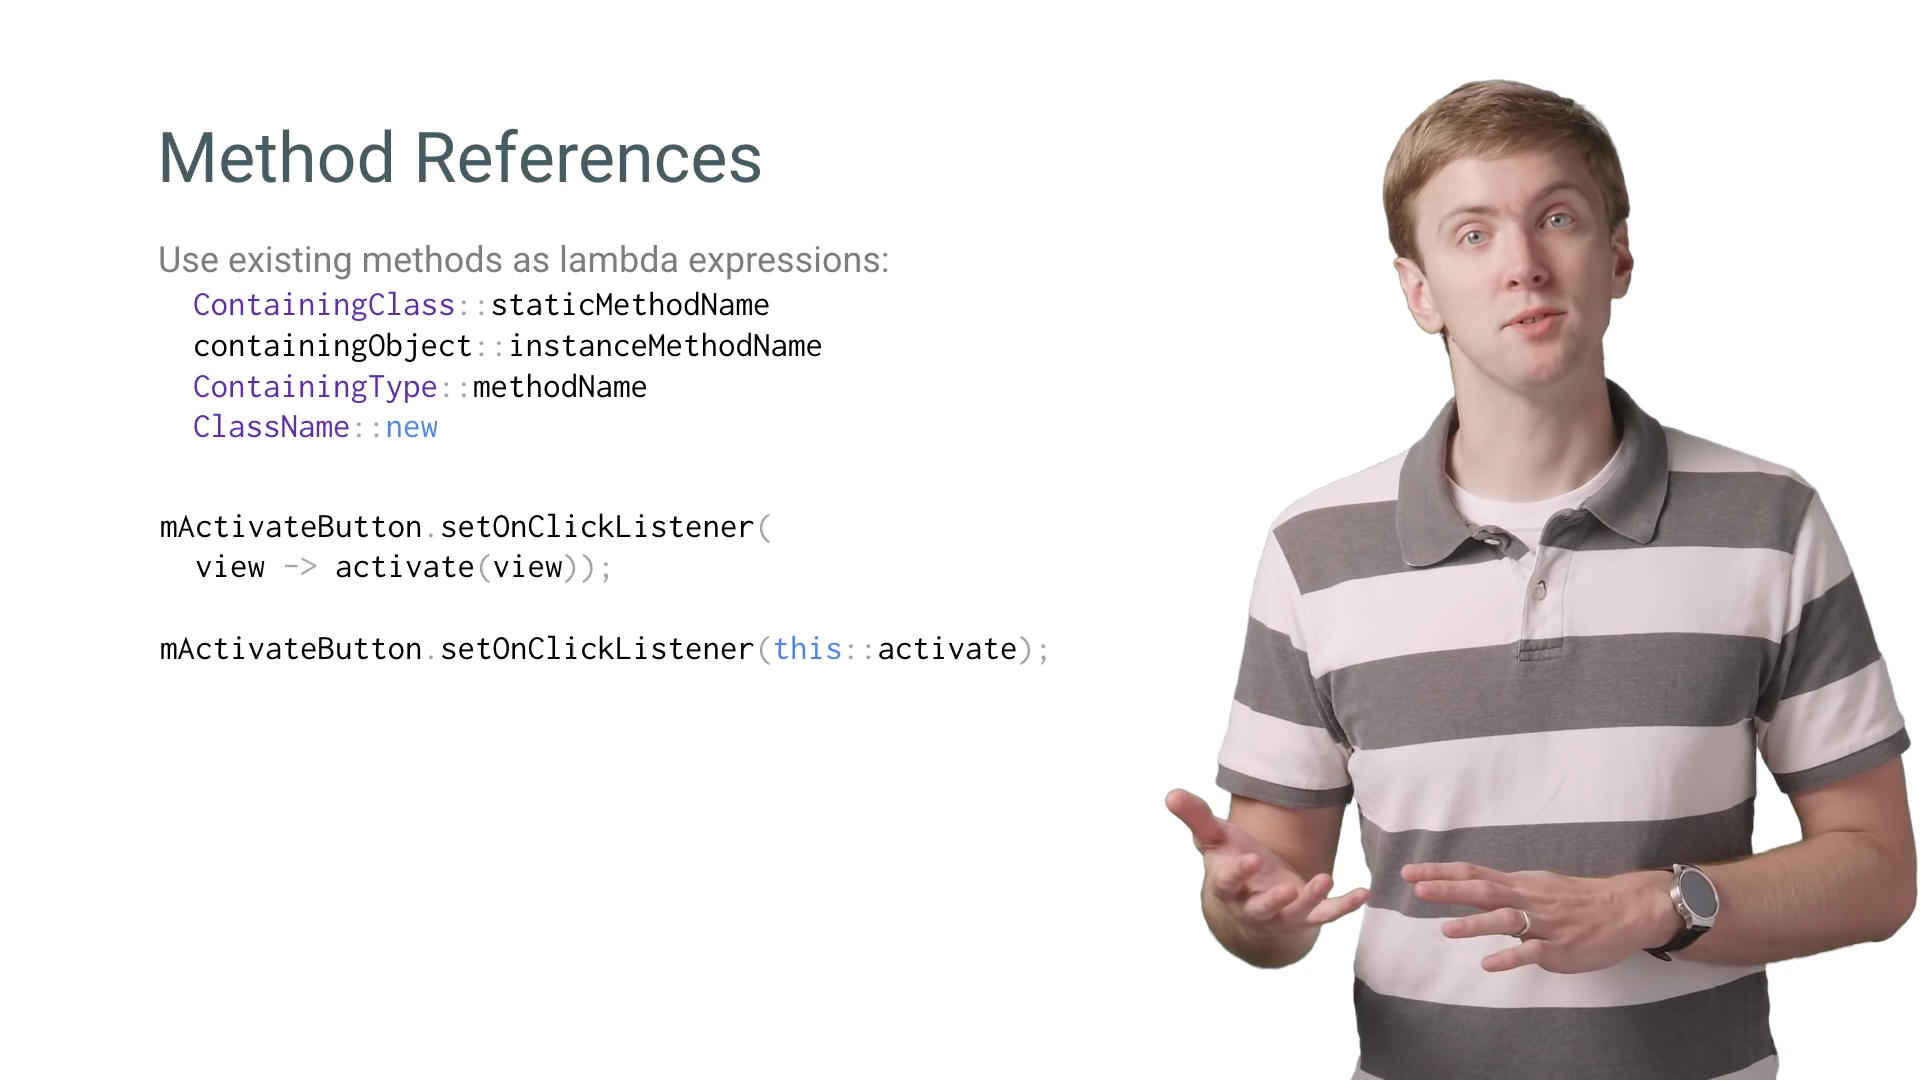 Method References
Use existing methods as lambda expressions:
ContainingClass::staticMethodName
containingObject::instanceMethodName
ContainingType::methodName
ClassName::new
mActivateButton.setOnClickListener(
view -> activate(view));
mActivateButton.setOnClickListener(this::activate);